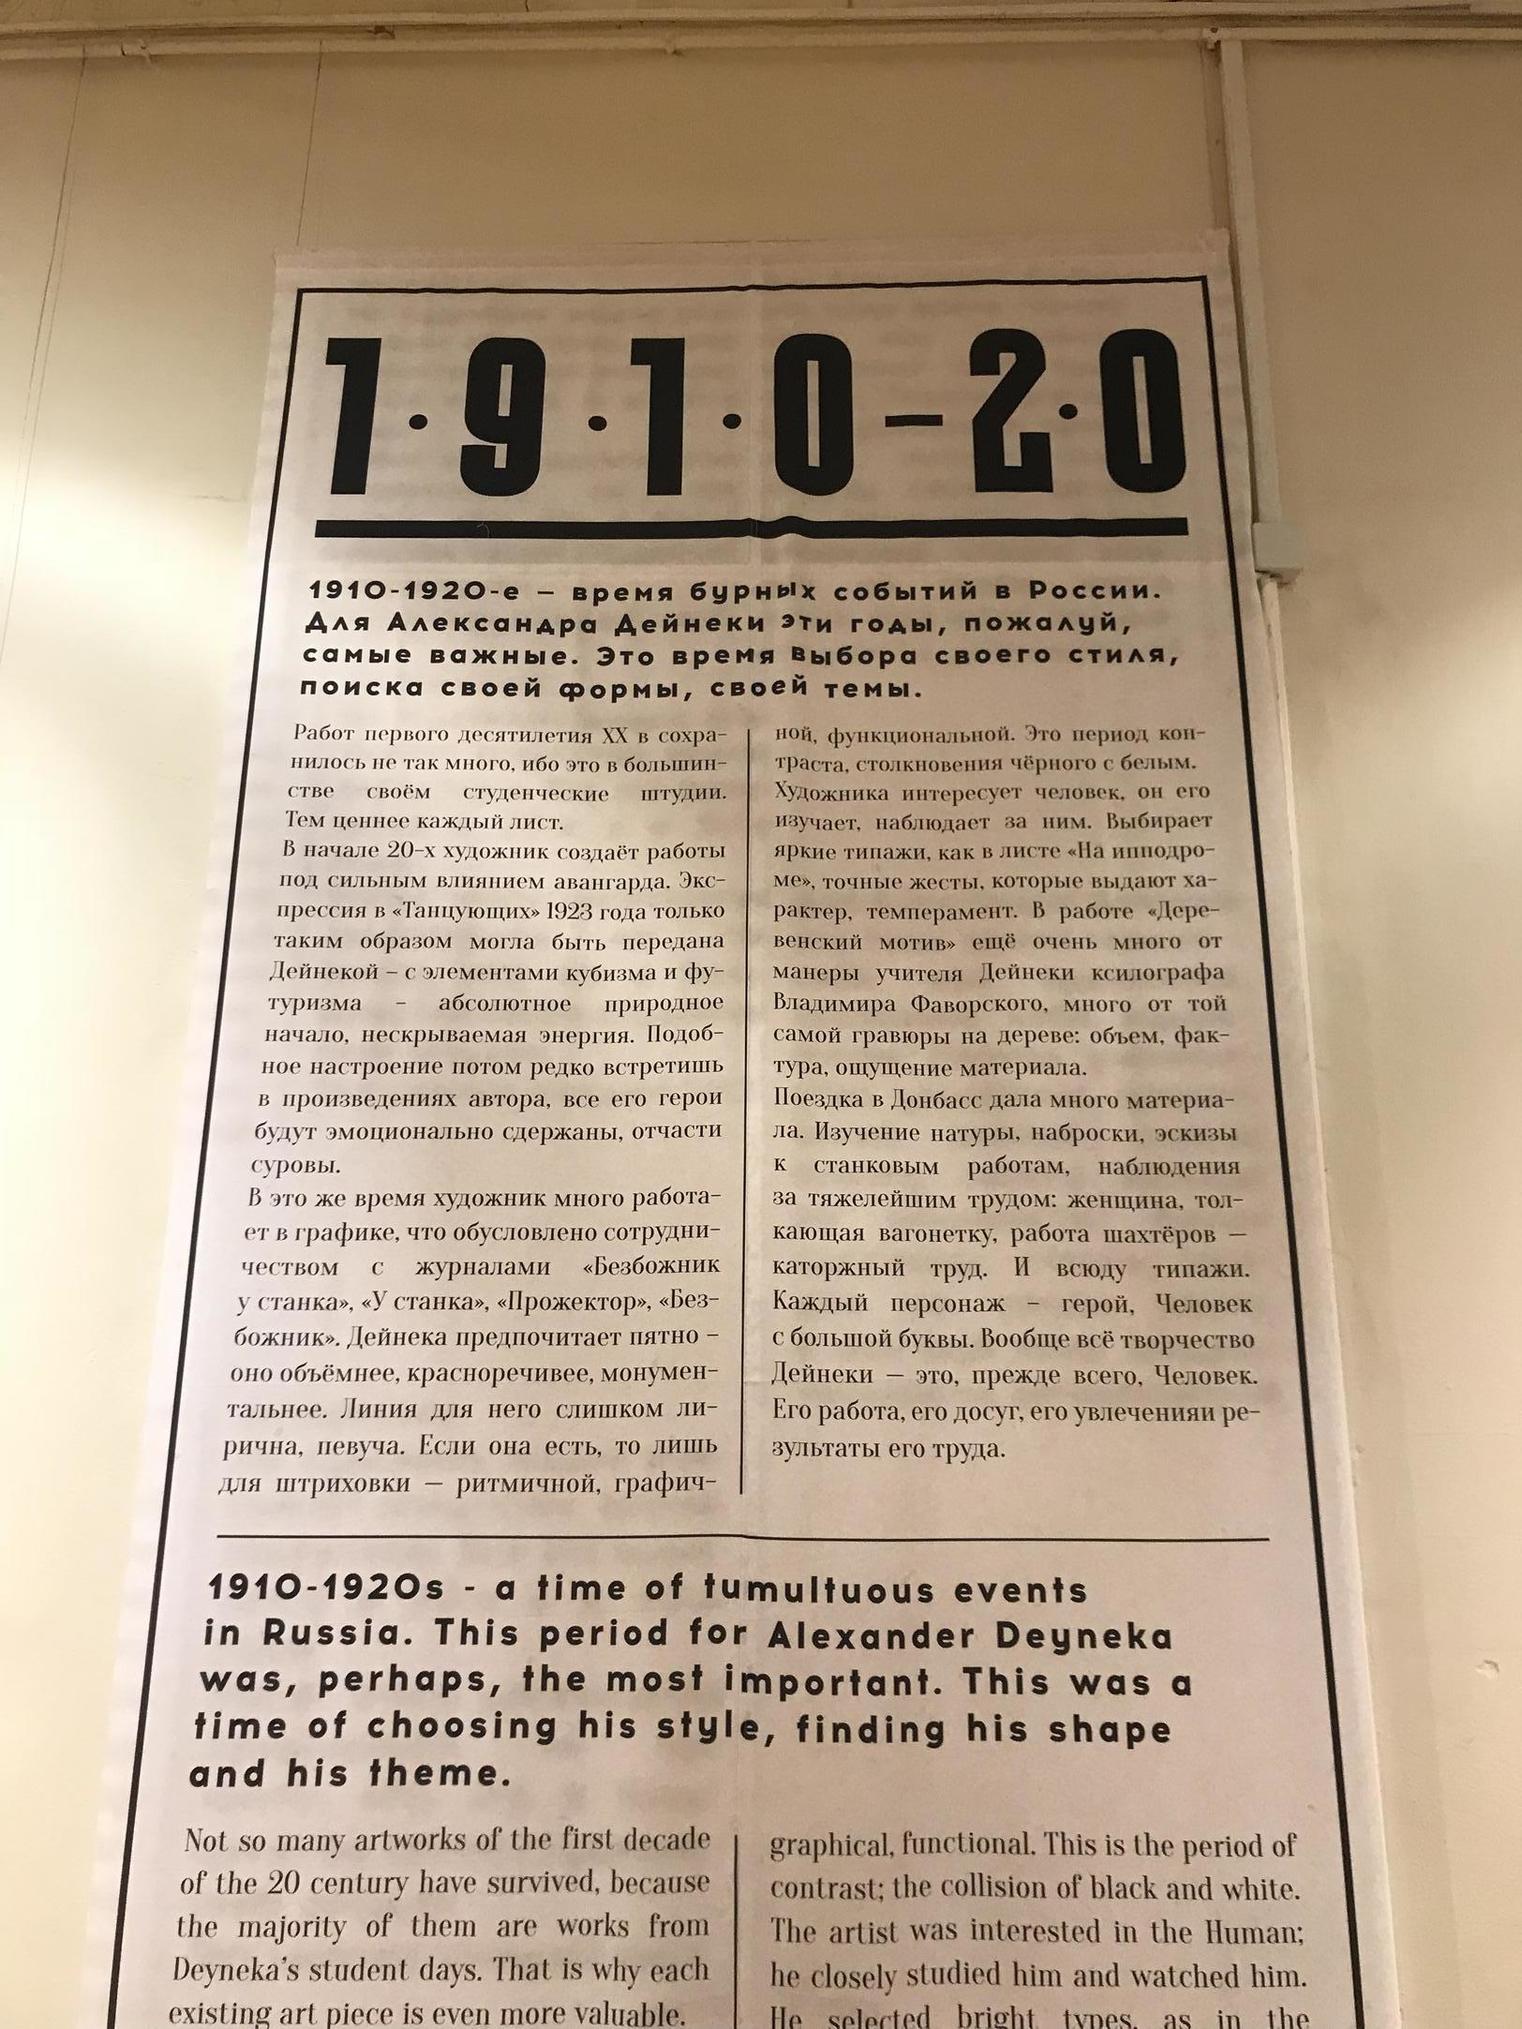 1·9·1·0–2·0
1910-1920-е – время бурных событий в России.
Для Александра Дейнеки эти годы, пожалуй,
самые важные. Это время выбора своего стиля,
поиска своей формы, своей темы.
Работ первого десятилетия XX в сохра-
нилось не так много, ибо это в большин-
стве своём студенческие штудии.
Тем ценнее каждый лист.
В начале 20-х художник создаёт работы
под сильным влиянием авангарда. Экс-
прессия в «Танцующих» 1923 года только
таким образом могла быть передана
Дейнекой – с элементами кубизма и фу-
туризма – абсолютное природное
начало, нескрываемая энергия. Подоб-
ное настроение потом редко встретишь
в произведениях автора, все его герои
будут эмоционально сдержаны, отчасти
суровы.
В это же время художник много работа-
ет в графике, что обусловлено сотрудни-
чеством с журналами «Безбожник
у станка», «У станка», «Прожектор», «Без-
божник». Дейнека предпочитает пятно –
оно объёмнее, красноречивее, монумен-
тальнее. Линия для него слишком ли-
рична, певуча. Если она есть, то лишь
для штриховки — ритмичной, графич-
ной, функциональной. Это период кон-
траста, столкновения чёрного с белым.
Художника интересует человек, он его
изучает, наблюдает за ним. Выбирает
яркие типажи, как в листе «На ипподро-
ме», точные жесты, которые выдают ха-
рактер, темперамент. В работе «Дере-
венский мотив» ещё очень много от
манеры учителя Дейнеки ксилографа
Владимира Фаворского, много от той
самой гравюры на дереве: объем, фак-
тура, ощущение материала.
Поездка в Донбасс дала много материа-
ла. Изучение натуры, наброски, эскизы
к станковым работам, наблюдения
за тяжелейшим трудом: женщина, тол-
кающая вагонетку, работа шахтёров —
каторжный труд. И всюду типажи.
Каждый персонаж – герой, Человек
с большой буквы. Вообще всё творчество
Дейнеки — это, прежде всего, Человек.
Его работа, его досуг, его увлеченияи ре-
зультаты его труда.
1910-1920s - a time of tumultuous events
in Russia. This period for Alexander Deyneka
was, perhaps, the most important. This was a
time of choosing his style, finding his shape
and his theme.
Not so many artworks of the first decade
of the 20 century have survived, because
the majority of them are works from
Deyneka's student days. That is why each
existing art piece is even more valuable.
graphical, functional. This is the period of
contrast; the collision of black and white.
The artist was interested in the Human;
he closely studied him and watched him.
He selected bright types, as in the